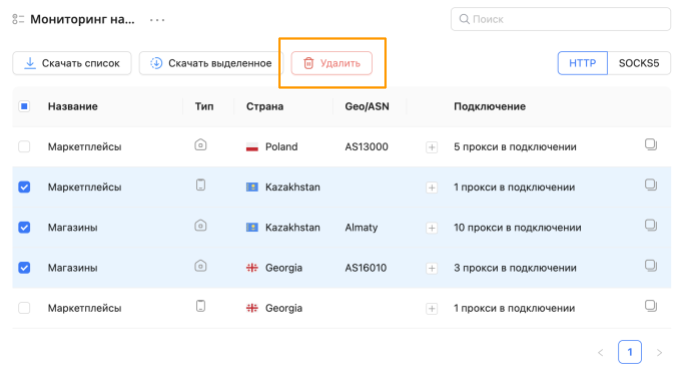 Мониторинг на... ...
Поиск
Скачать список Скачать выделенное Удалить HTTP SOCKS5
Название Тип Страна Geo/ASN Подключение
Маркетплейсы Poland AS13000 5 прокси в подключении
Маркетплейсы Kazakhstan 1 прокси в подключении
Магазины Kazakhstan Almaty 10 прокси в подключении
Магазины Georgia AS16010 3 прокси в подключении
Маркетплейсы Georgia 1 прокси в подключении
< 1 >